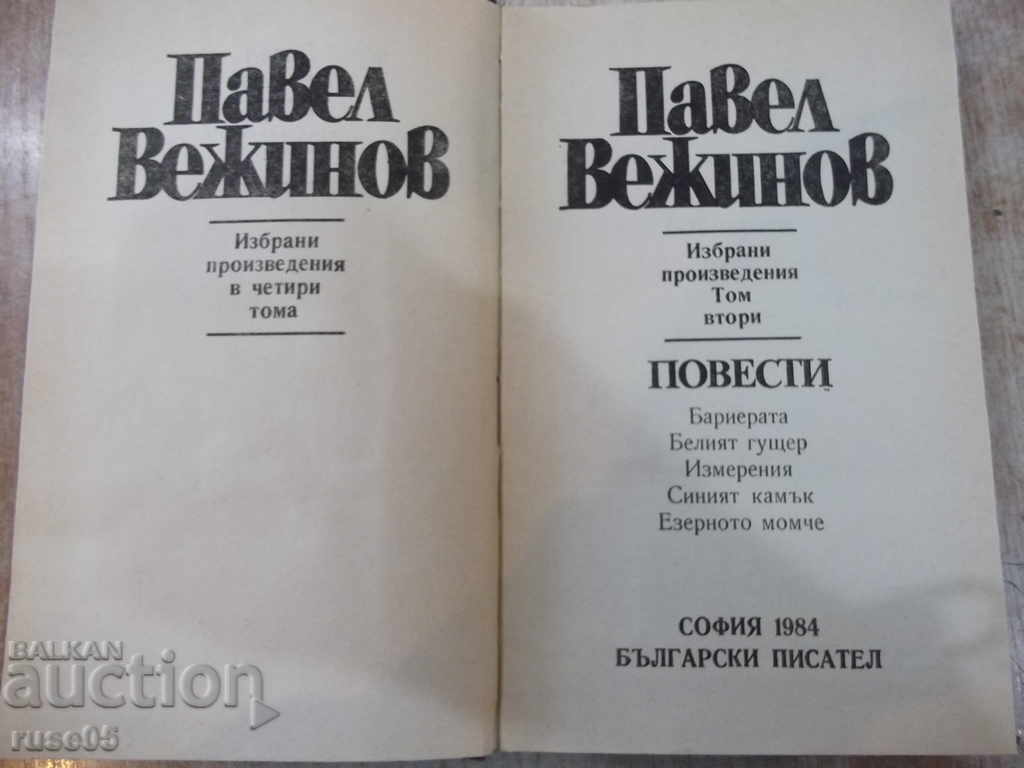 Павел
Вежинов
Избрани
произведения
в четири
тома
Павел
Вежинов
Избрани
произведения
Том
втори
ПОВЕСТИ
Бариерата
Белият гущер
Измерения
Синият камък
Езерното момче
СОФИЯ 1984
БЪЛГАРСКИ ПИСАТЕЛ
BALKAN
auction
ruse05